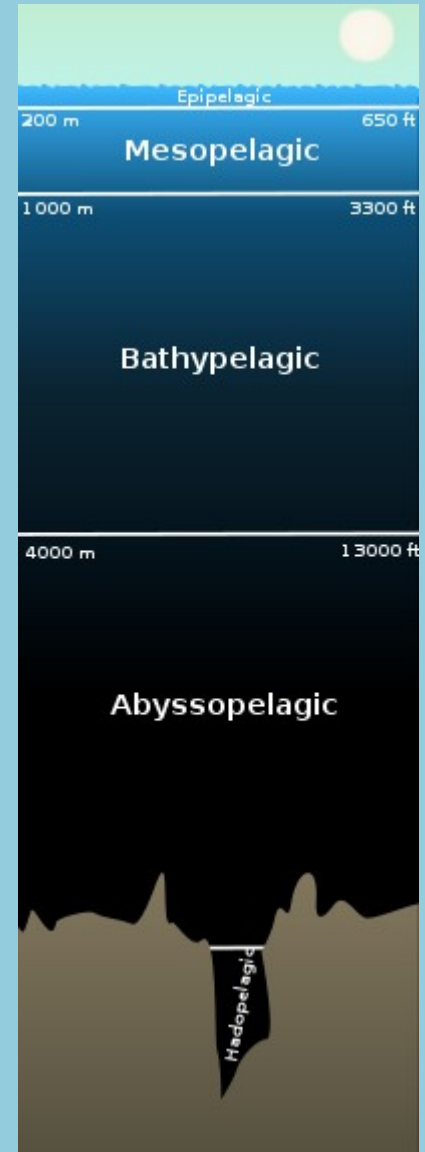 Epipelagic
200 m 650 ft
Mesopelagic
1000 m 3300 ft
Bathypelagic
4000 m 13000 ft
Abyssopelagic
Hadopelagic